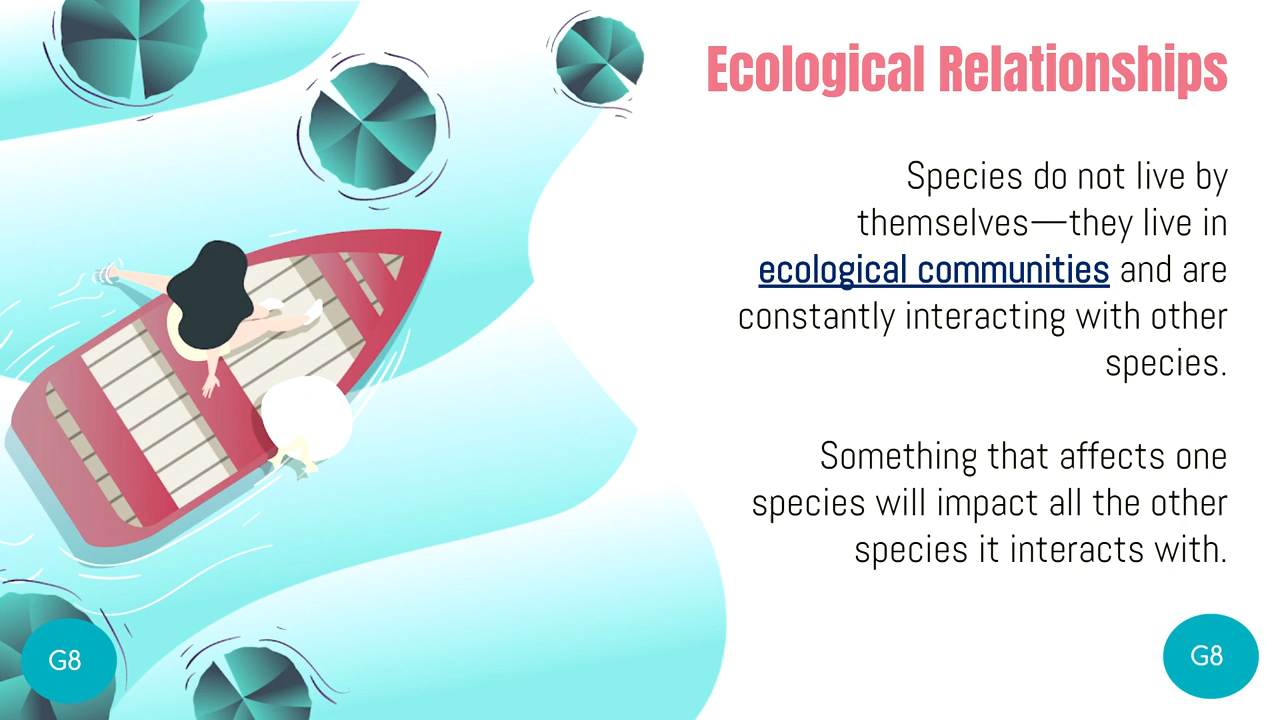 Ecological Relationships
Species do not live by
themselves—they live in
ecological communities and are
constantly interacting with other
species.
Something that affects one
species will impact all the other
species it interacts with.
G8
G8